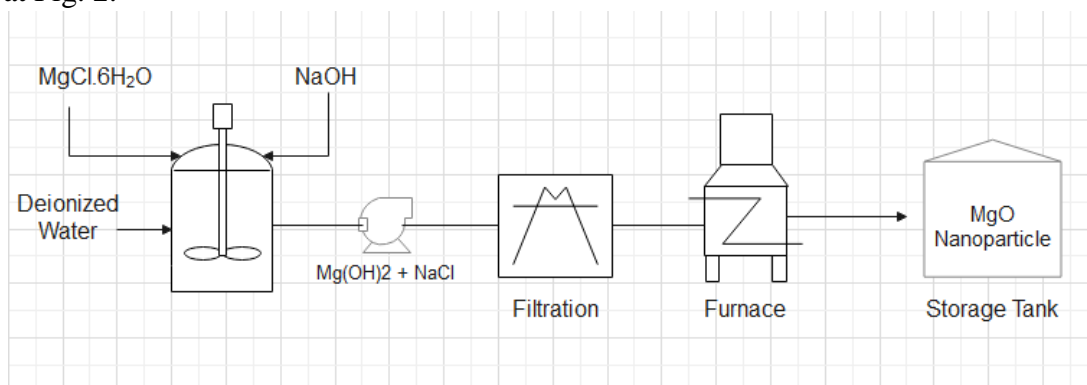 at Fig. 2.
MgCl.6H₂O
NaOH
Deionized
Water
Mg(OH)2 + NaCl
Filtration
Furnace
MgO
Nanoparticle
Storage Tank